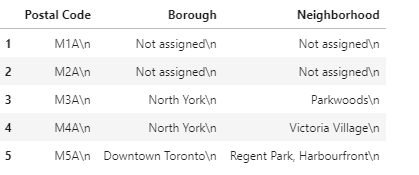 Postal Code Borough Neighborhood
1 M1A\n Not assigned\n Not assigned\n
2 M2A\n Not assigned\n Not assigned\n
3 M3A\n North York\n Parkwoods\n
4 M4A\n North York\n Victoria Village\n
5 M5A\n Downtown Toronto\n Regent Park, Harbourfront\n